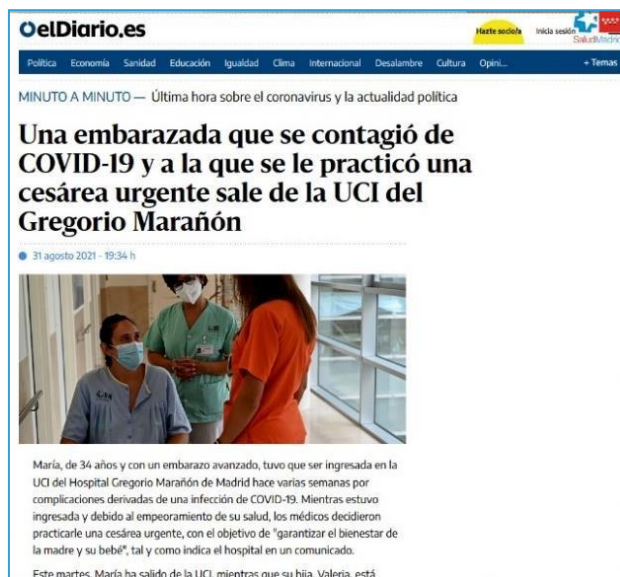 elDiario.es
Hazte socio/a
Inicia sesión
SaludMadrid
Política Economía Sanidad Educación Igualdad Clima Internacional Desalambre Cultura Opini... + Temas
MINUTO A MINUTO — Última hora sobre el coronavirus y la actualidad política
Una embarazada que se contagió de
COVID-19 y a la que se le practicó una
cesárea urgente sale de la UCI del
Gregorio Marañón
31 agosto 2021 - 19:34 h
María, de 34 años y con un embarazo avanzado, tuvo que ser ingresada en la
UCI del Hospital Gregorio Marañón de Madrid hace varias semanas por
complicaciones derivadas de una infección de COVID-19. Mientras estuvo
ingresada y debido al empeoramiento de su salud, los médicos decidieron
practicarle una cesárea urgente, con el objetivo de "garantizar el bienestar de
la madre y su bebé", tal y como indica el hospital en un comunicado.
Este martes, María ha salido de la UCI, mientras que su hija, Valeria, está